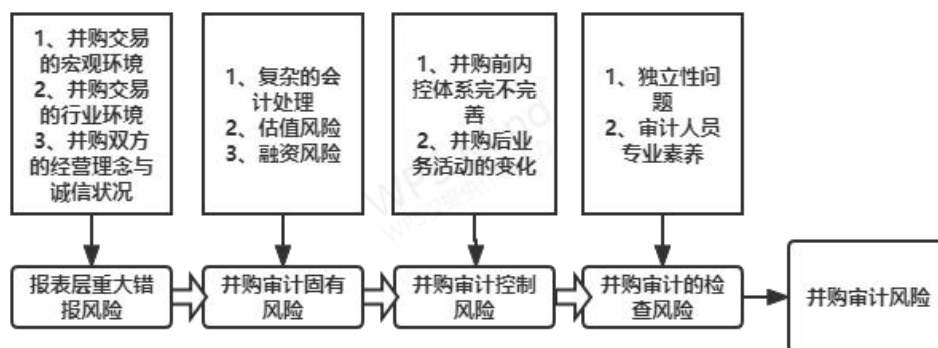 1、并购交易
的宏观环境
2、并购交易
的行业环境
3、并购双方
的经营理念与
诚信状况
1、复杂的会
计处理
2、估值风险
3、融资风险
1、并购前内
控体系完不完
善
2、并购后业
务活动的变化
1、独立性问
题
2、审计人员
专业素养
报表层重大错
报风险
并购审计固有
风险
并购审计控制
风险
并购审计的检
查风险
并购审计风险